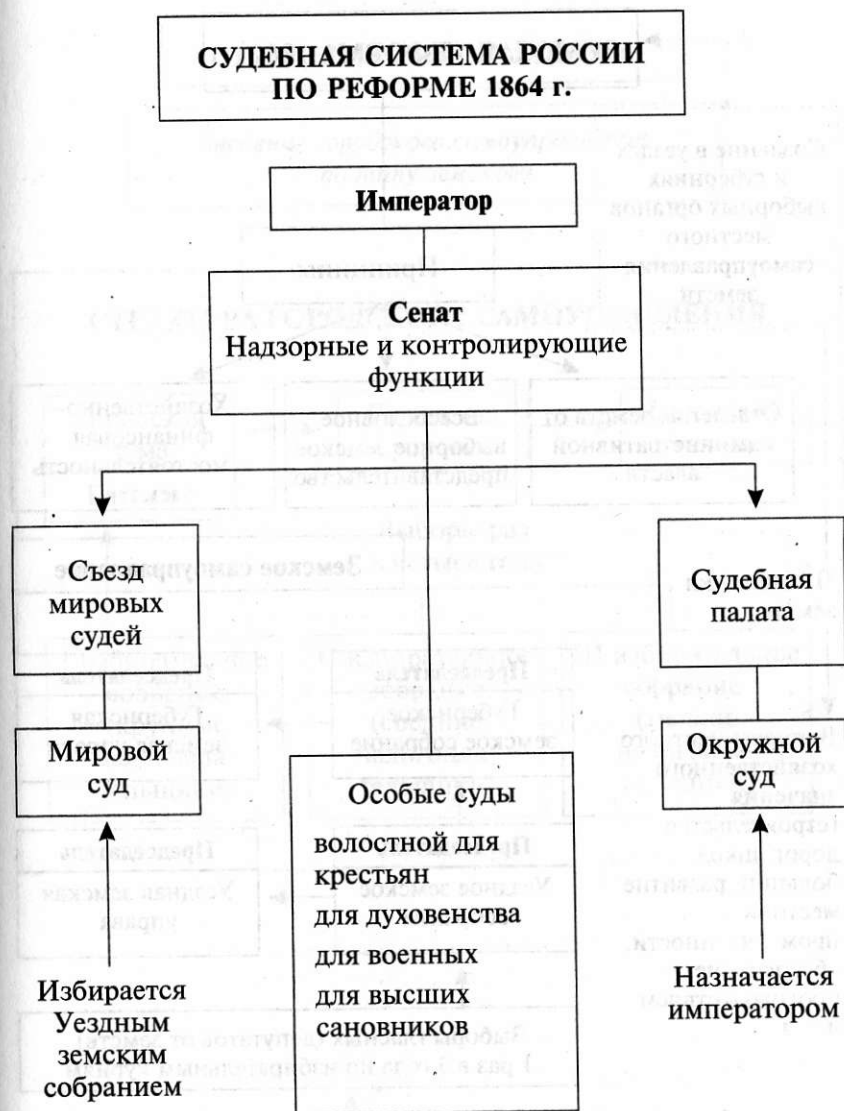 СУДЕБНАЯ СИСТЕМА РОССИИ
ПО РЕФОРМЕ 1864 г.
Император
Сенат
Надзорные и контролирующие
функции
Съезд
мировых
судей
Судебная
палата
Мировой
суд
Окружной
суд
Особые суды
волостной для
крестьян
для духовенства
для военных
для высших
сановников
Избирается
Уездным
земским
собранием
Назначается
императором